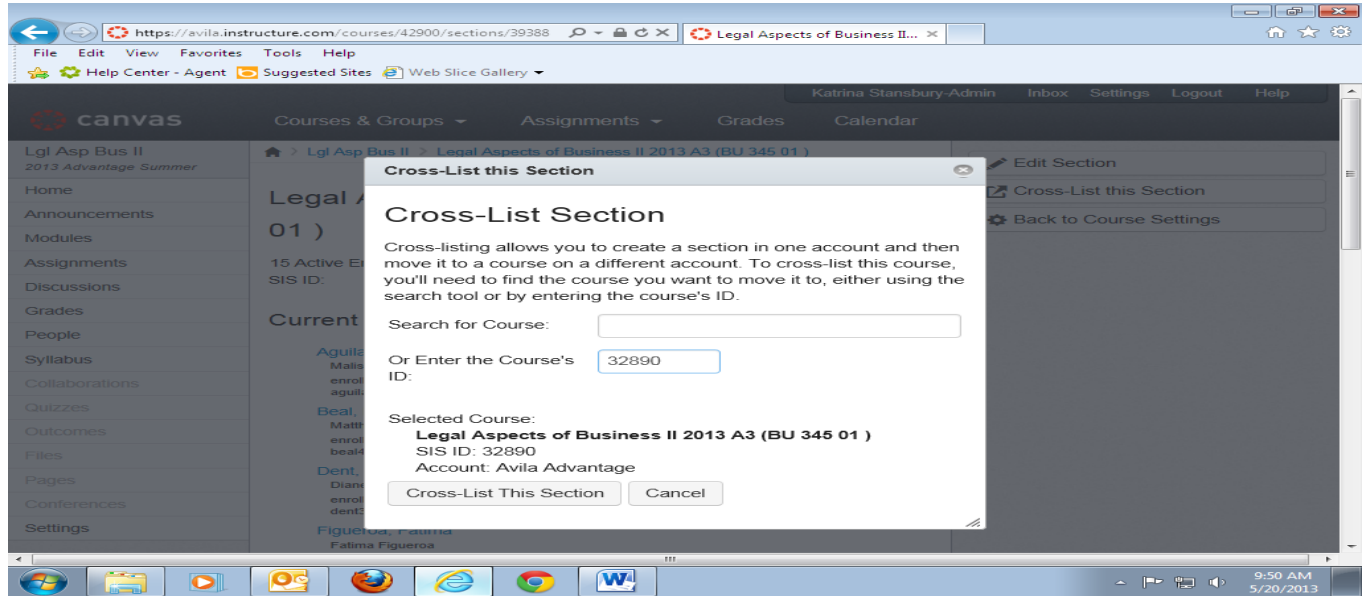 https://avila.instructure.com/courses/42900/sections/39388
Legal Aspects of Business II...
File Edit View Favorites Tools Help
Help Center - Agent Suggested Sites Web Slice Gallery
Katrina Stansbury-Admin Inbox Settings Logout Help
canvas Courses & Groups Assignments Grades Calendar
Lgl Asp Bus II
2013 Advantage Summer
Lgl Asp Bus II > Legal Aspects of Business II 2013 A3 (BU 345 01 )
Home
Announcements
Modules
Assignments
Discussions
Grades
People
Syllabus
Collaborations
Quizzes
Outcomes
Files
Pages
Conferences
Settings
Legal
01 )
15 Active
SIS ID:
Current
Beal,
Dent,
Figueroa, Fatima
Fatima Figueroa
Cross-List this Section
Cross-List Section
Cross-listing allows you to create a section in one account and then
move it to a course on a different account. To cross-list this course,
you'll need to find the course you want to move it to, either using the
search tool or by entering the course's ID.
Search for Course:
Or Enter the Course's
ID:
32890
Selected Course:
Legal Aspects of Business II 2013 A3 (BU 345 01 )
SIS ID: 32890
Account: Avila Advantage
Cross-List This Section Cancel
Edit Section
Cross-List this Section
Back to Course Settings
9:50 AM
5/20/2013